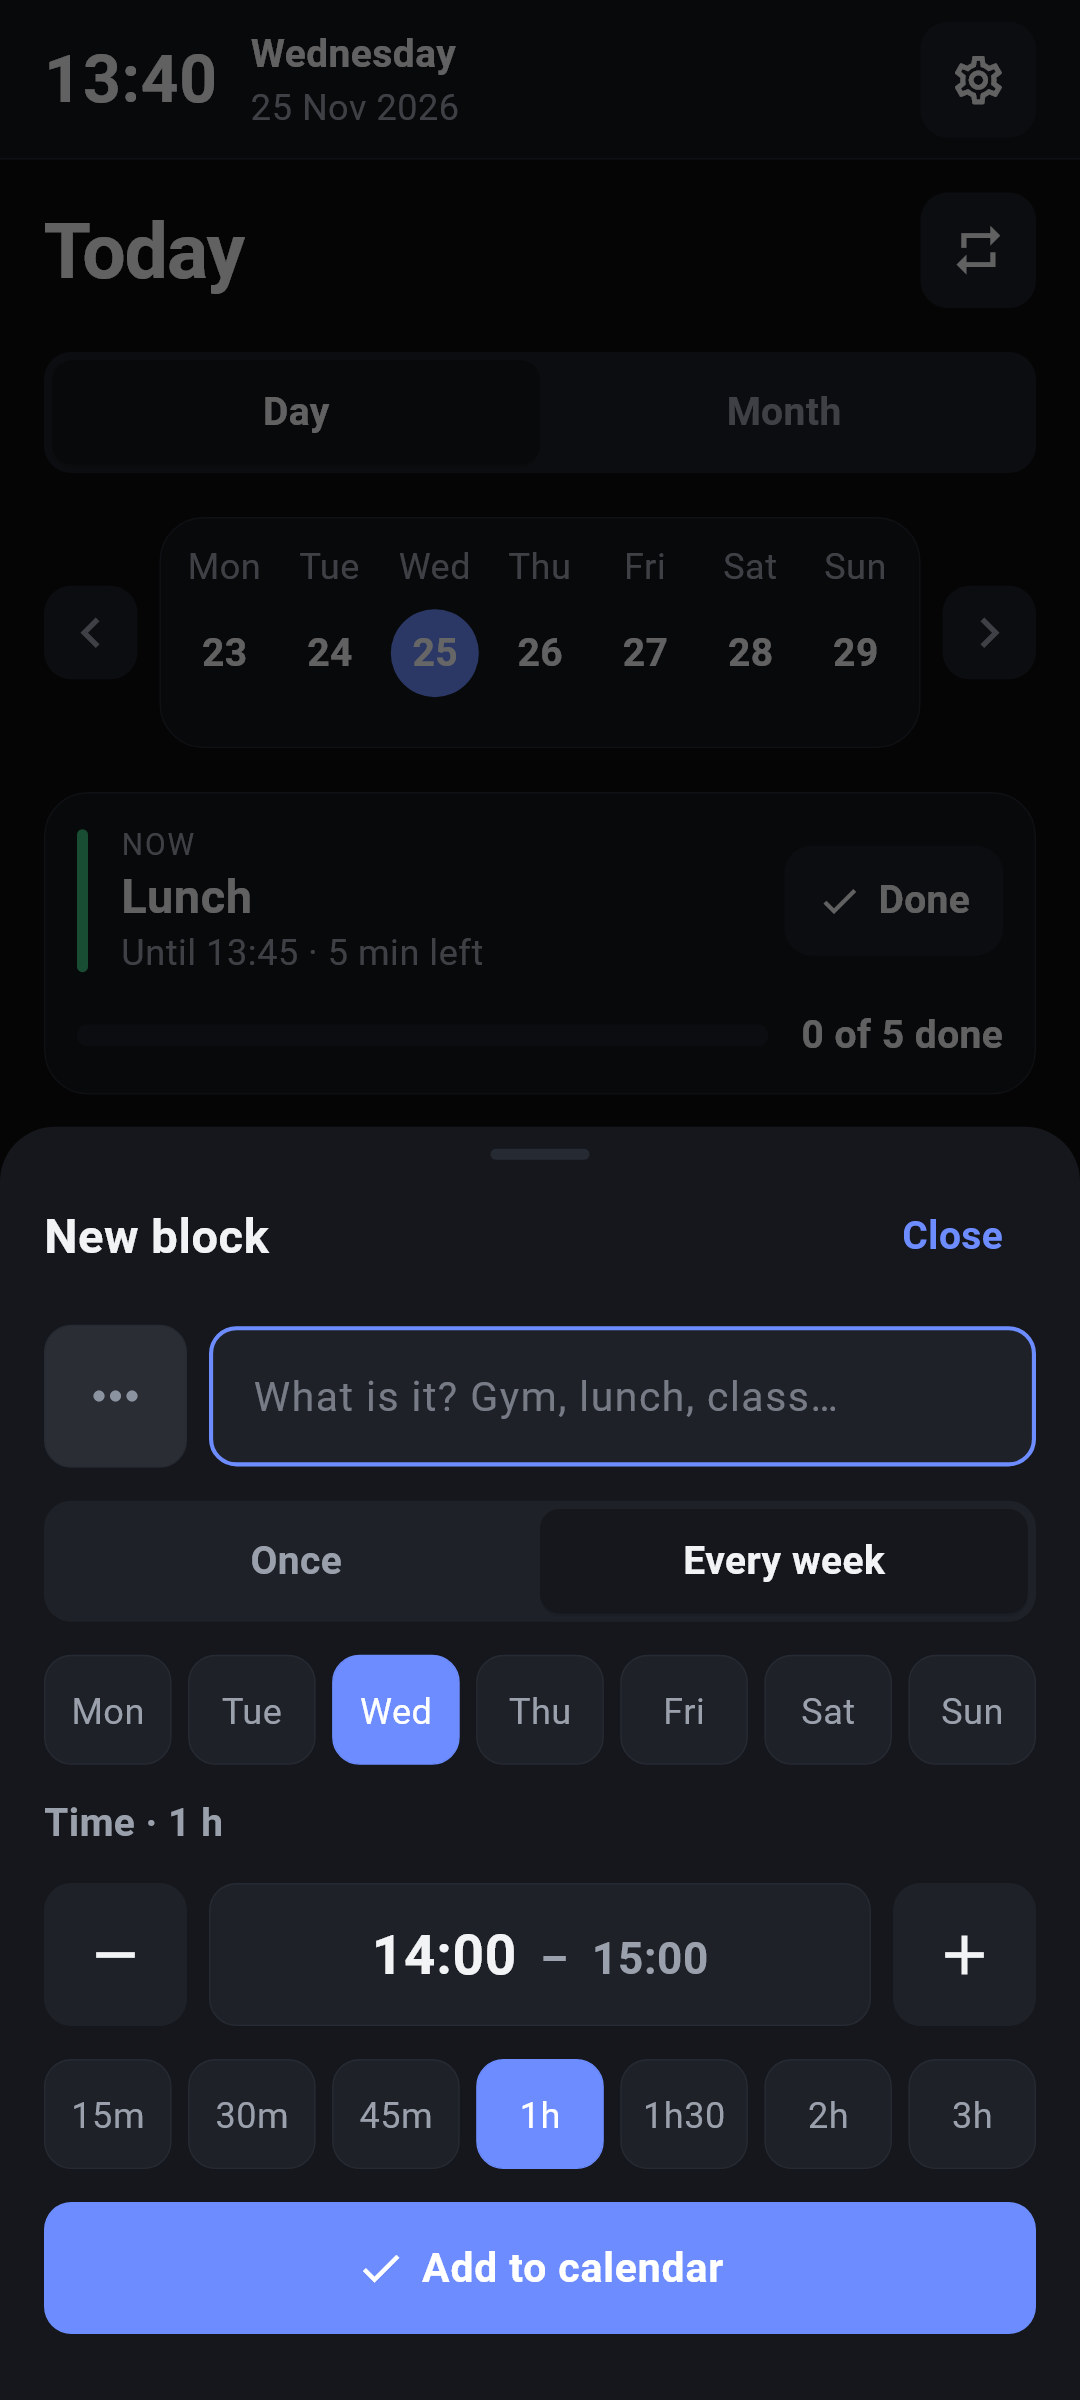 13:40
Wednesday
25 Nov 2026
Today
Day Month
Mon Tue Wed Thu Fri Sat Sun
23 24 25 26 27 28 29
NOW
Lunch
Until 13:45 · 5 min left
Done
0 of 5 done
New block
Close
What is it? Gym, lunch, class…
Once Every week
Mon Tue Wed Thu Fri Sat Sun
Time · 1 h
14:00 – 15:00
15m 30m 45m 1h 1h30 2h 3h
Add to calendar